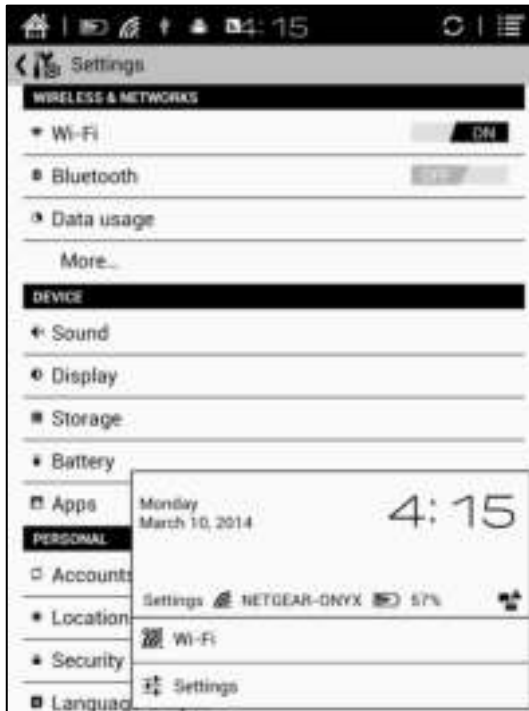 4:15
Settings
WIRELESS & NETWORKS
Wi-Fi
ON
Bluetooth
OFF
Data usage
More...
DEVICE
Sound
Display
Storage
Battery
Apps
PERSONAL
Accounts
Location
Security
Monday
March 10, 2014
4:15
Settings NETGEAR-ONYX 57%
Wi-Fi
Settings